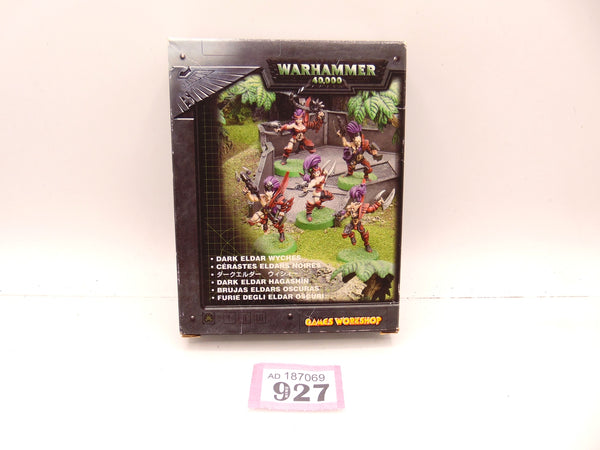 WARHAMMER
40,000
• DARK ELDAR WYCHES
• CÉRASTES ELDARS NOIRES
• ダークエルダー ウィッチ
• DARK ELDAR HAGASHÎN
• BRUJAS ELDARS OSCURAS
• FURIE DEGLI ELDAR OSCURI
GAMES WORKSHOP
AD 187069
927